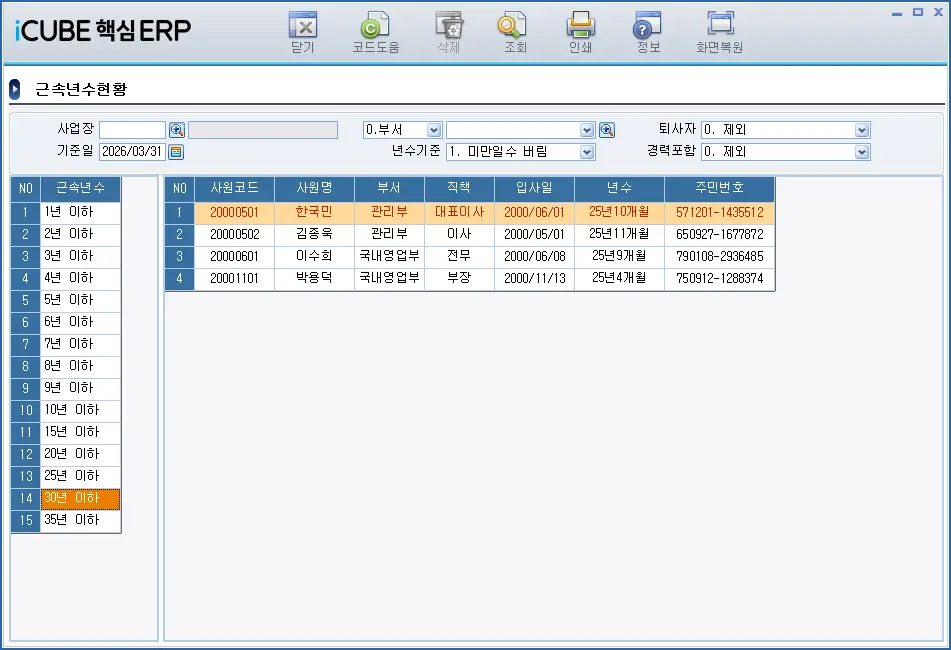 iCUBE 핵심 ERP
닫기 코드도움 삭제 조회 인쇄 정보 화면복원
근속년수현황
사업장 0.부서 퇴사자 0. 제외
기준일 2026/03/31 년수기준 1. 미만일수 버림 경력포함 0. 제외
NO 근속년수
1 1년 이하
2 2년 이하
3 3년 이하
4 4년 이하
5 5년 이하
6 6년 이하
7 7년 이하
8 8년 이하
9 9년 이하
10 10년 이하
11 15년 이하
12 20년 이하
13 25년 이하
14 30년 이하
15 35년 이하
NO 사원코드 사원명 부서 직책 입사일 년수 주민번호
1 20000501 한국민 관리부 대표이사 2000/06/01 25년10개월 571201-1435512
2 20000502 김종욱 관리부 이사 2000/05/01 25년11개월 650927-1677872
3 20000601 이수희 국내영업부 전무 2000/06/08 25년9개월 790108-2936485
4 20001101 박용덕 국내영업부 부장 2000/11/13 25년4개월 750912-1288374